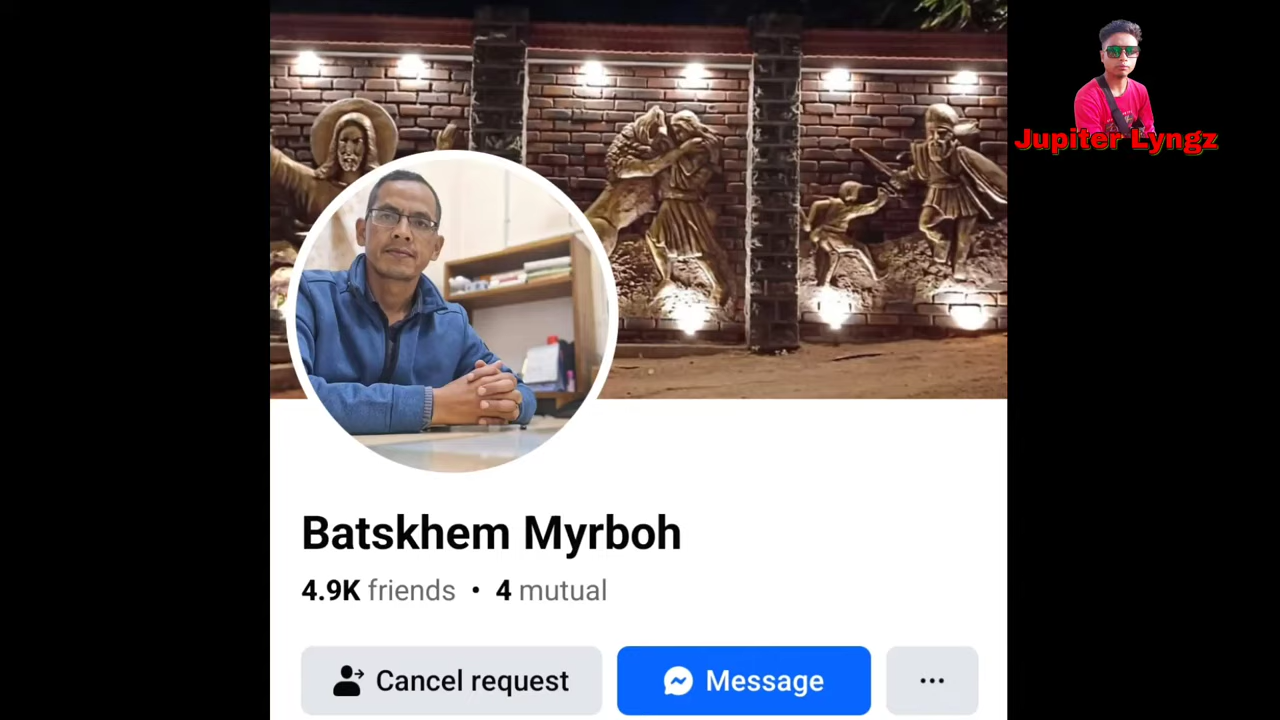 Jupiter Lyngz
Batskhem Myrboh
4.9K friends • 4 mutual
Cancel request
Message